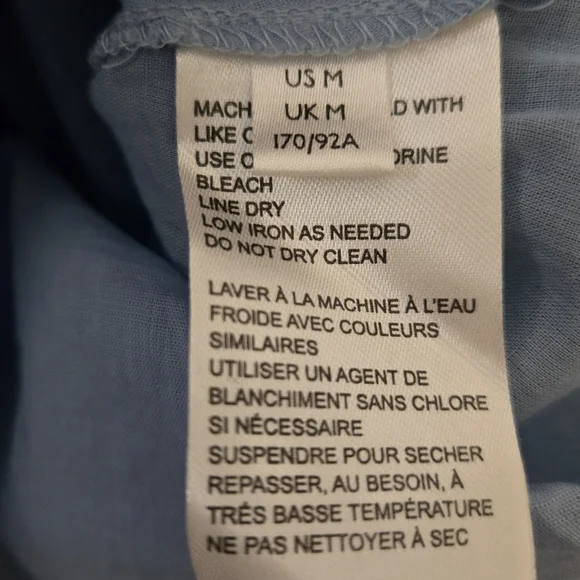 US M
UK M
170/92A
MACH D WITH
LIKE C
USE O ORINE
BLEACH
LINE DRY
LOW IRON AS NEEDED
DO NOT DRY CLEAN
LAVER À LA MACHINE À L'EAU
FROIDE AVEC COULEURS
SIMILAIRES
UTILISER UN AGENT DE
BLANCHIMENT SANS CHLORE
SI NÉCESSAIRE
SUSPENDRE POUR SECHER
REPASSER, AU BESOIN, À
TRÉS BASSE TEMPÉRATURE
NE PAS NETTOYER À SEC